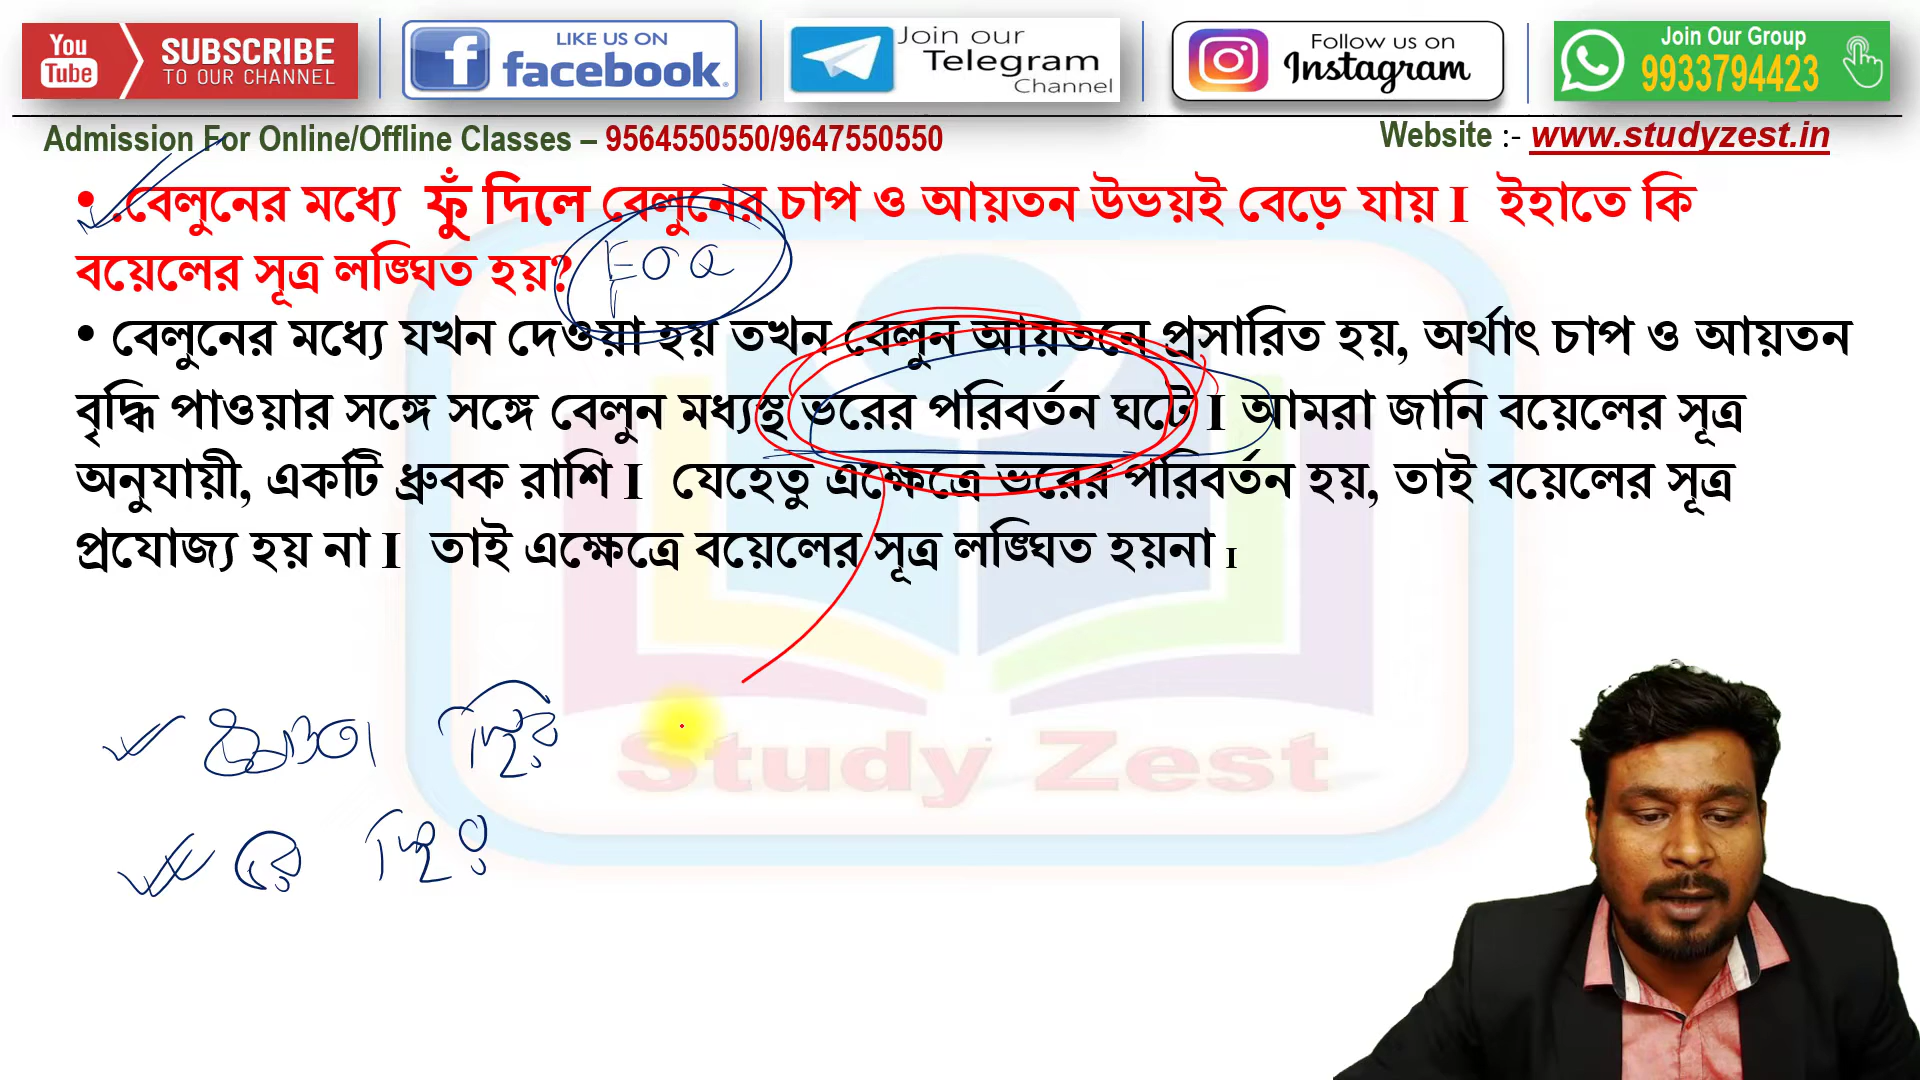 You Tube SUBSCRIBE TO OUR CHANNEL
LIKE US ON facebook.
Join our Telegram Channel
Follow us on Instagram
Join Our Group 9933794423
Admission For Online/Offline Classes – 9564550550/9647550550
Website :- www.studyzest.in
• .বেলুনের মধ্যে ফুঁ দিলে বেলুনের চাপ ও আয়তন উভয়ই বেড়ে যায় I ইহাতে কি
বয়েলের সূত্র লঙ্ঘিত হয়?
• বেলুনের মধ্যে যখন দেওয়া হয় তখন বেলুন আয়তনে প্রসারিত হয়, অর্থাৎ চাপ ও আয়তন
বৃদ্ধি পাওয়ার সঙ্গে সঙ্গে বেলুন মধ্যস্থ ভরের পরিবর্তন ঘটে I আমরা জানি বয়েলের সূত্র
অনুযায়ী, একটি ধ্রুবক রাশি I যেহেতু এক্ষেত্রে ভরের পরিবর্তন হয়, তাই বয়েলের সূত্র
প্রযোজ্য হয় না I তাই এক্ষেত্রে বয়েলের সূত্র লঙ্ঘিত হয়না I
স্থির
স্থির
Study Zest